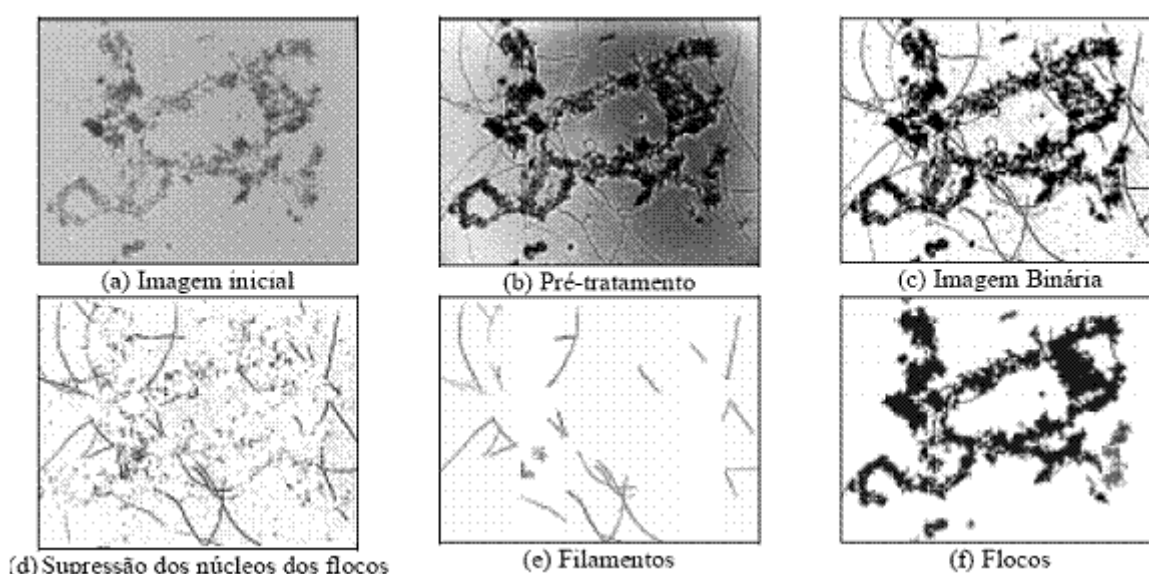 (a) Imagem inicial
(b) Pré-tratamento
(c) Imagem Binária
(d) Supressão dos núcleos dos flocos
(e) Filamentos
(f) Flocos